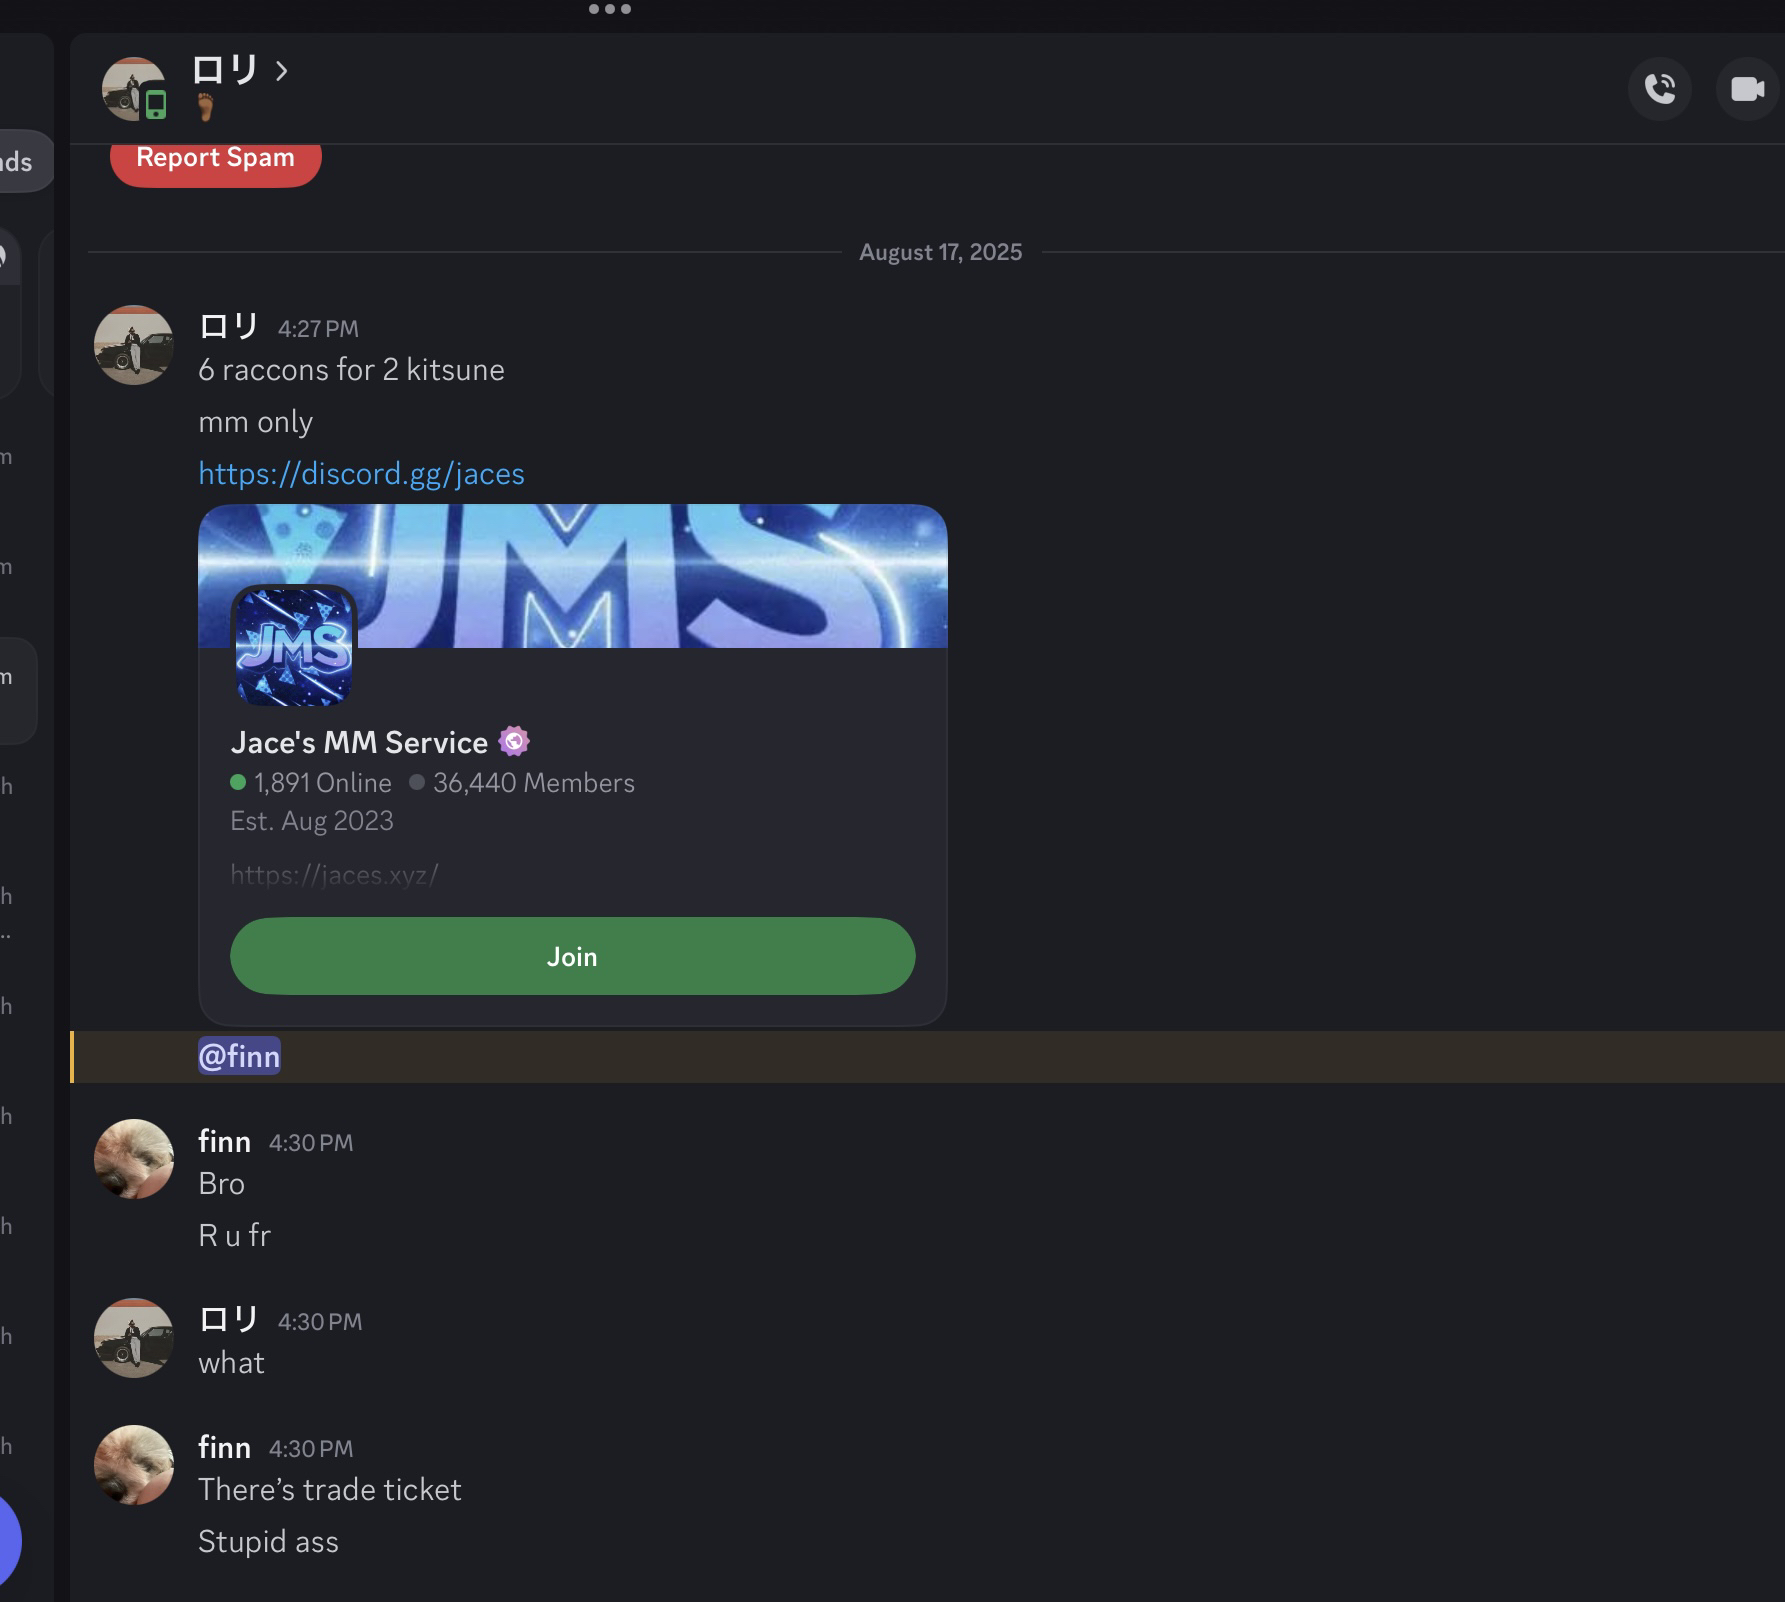 ロリ
Report Spam
nds
August 17, 2025
ロリ 4:27 PM
6 raccons for 2 kitsune
mm only
https://discord.gg/jaces
JMS
JMS
Jace's MM Service
1,891 Online 36,440 Members
Est. Aug 2023
https://jaces.xyz/
Join
@finn
finn 4:30 PM
Bro
R u fr
ロリ 4:30 PM
what
finn 4:30 PM
There’s trade ticket
Stupid ass
m
m
m
h
h
..
h
h
h
h
h